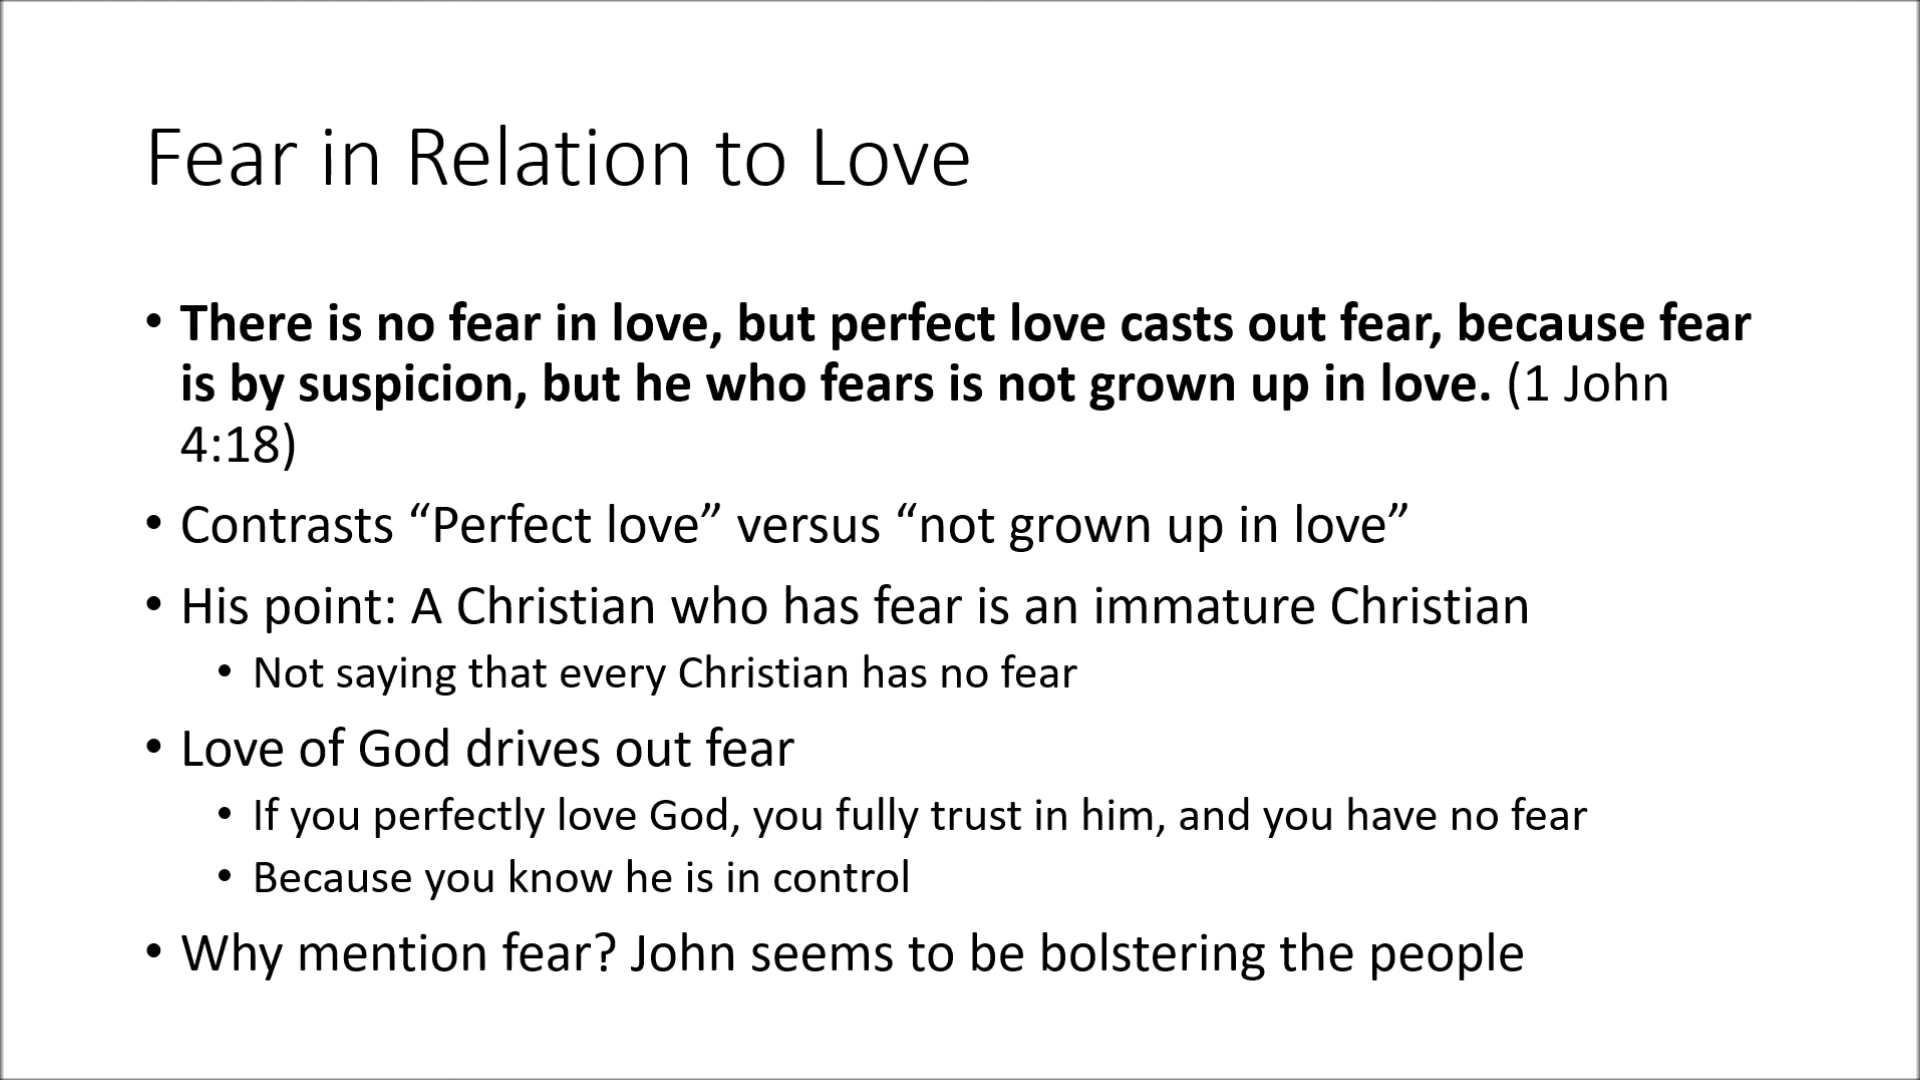 Fear in Relation to Love
• There is no fear in love, but perfect love casts out fear, because fear
is by suspicion, but he who fears is not grown up in love. (1 John
4:18)
• Contrasts “Perfect love” versus “not grown up in love”
• His point: A Christian who has fear is an immature Christian
• Not saying that every Christian has no fear
• Love of God drives out fear
• If you perfectly love God, you fully trust in him, and you have no fear
• Because you know he is in control
• Why mention fear? John seems to be bolstering the people